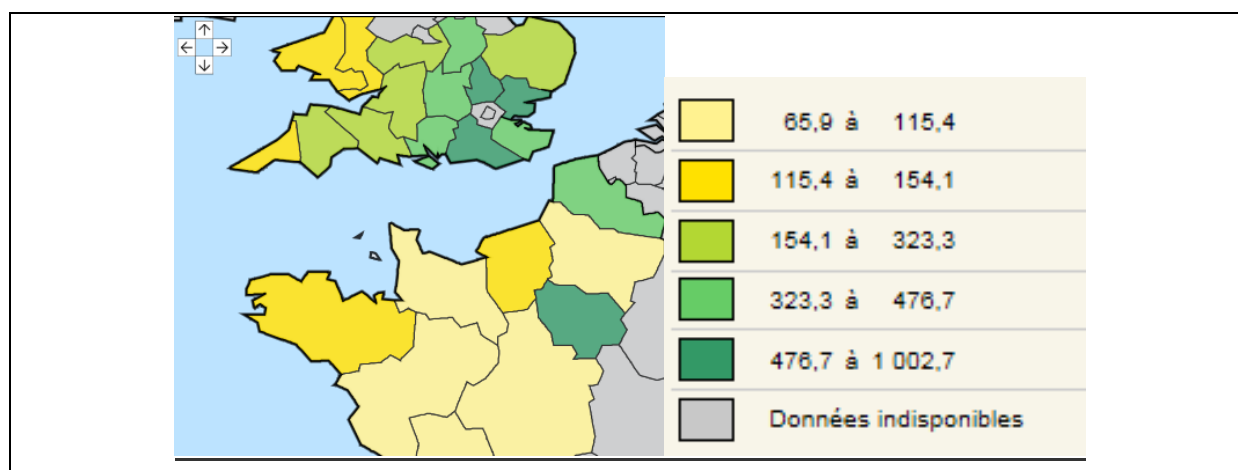 65,9 à 115,4
115,4 à 154,1
154,1 à 323,3
323,3 à 476,7
476,7 à 1 002,7
Données indisponibles